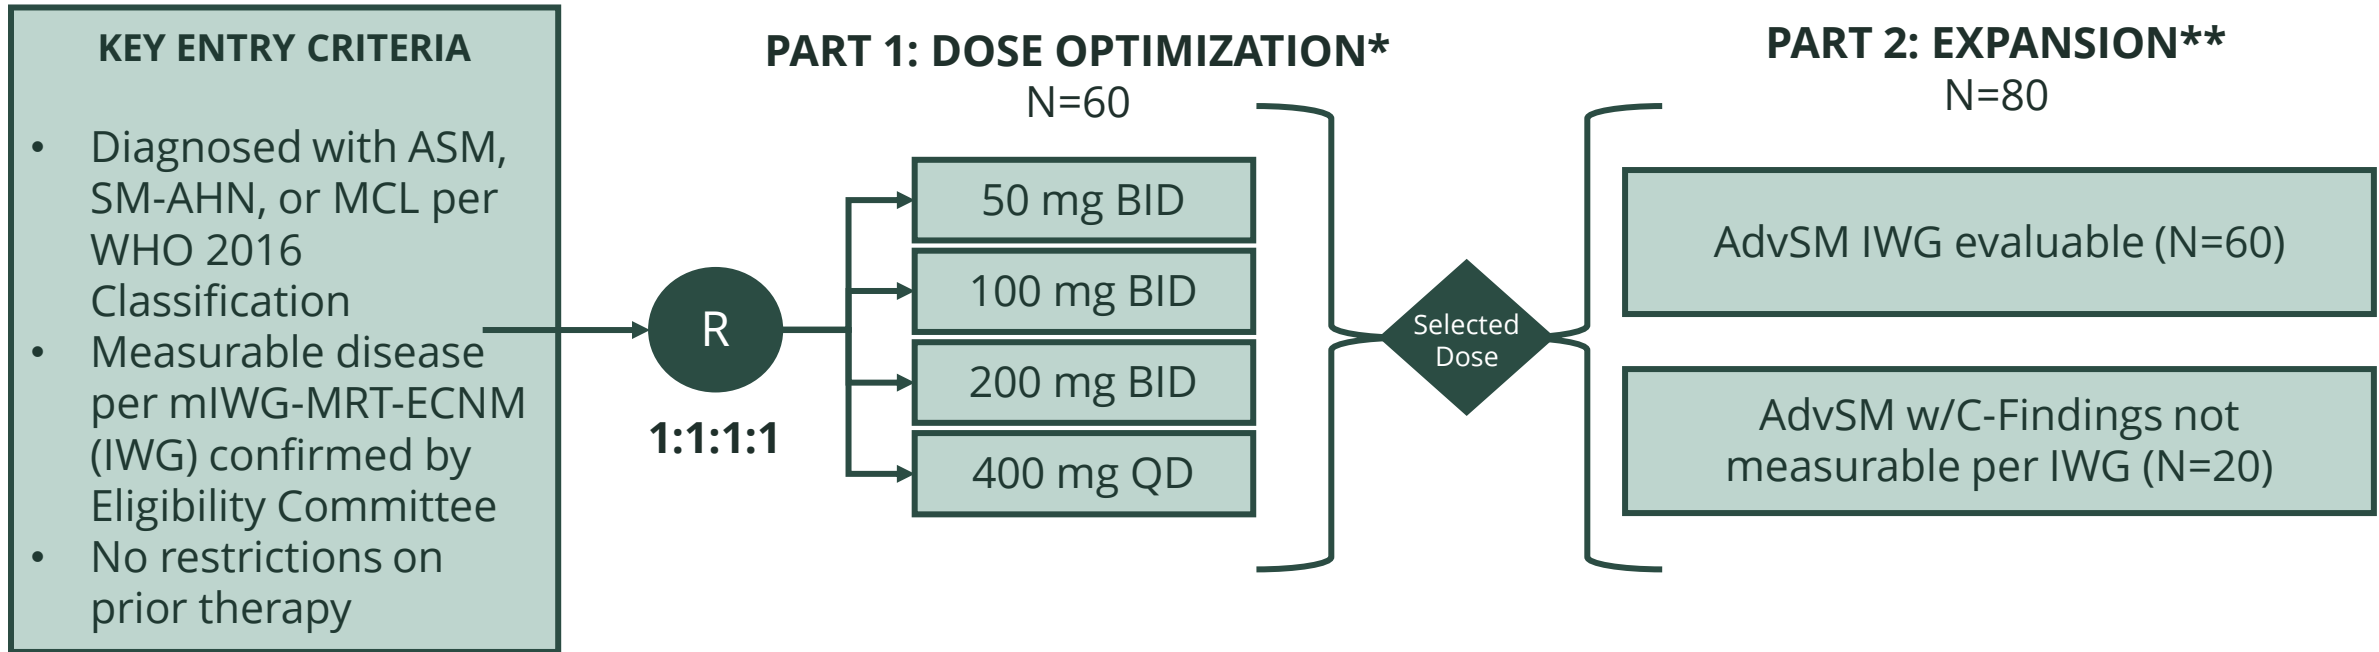 KEY ENTRY CRITERIA
• Diagnosed with ASM,
SM-AHN, or MCL per
WHO 2016
Classification
• Measurable disease
per mIWG-MRT-ECNM
(IWG) confirmed by
Eligibility Committee
• No restrictions on
prior therapy
R
1:1:1:1
PART 1: DOSE OPTIMIZATION*
N=60
50 mg BID
100 mg BID
200 mg BID
400 mg QD
Selected
Dose
PART 2: EXPANSION**
N=80
AdvSM IWG evaluable (N=60)
AdvSM w/C-Findings not
measurable per IWG (N=20)